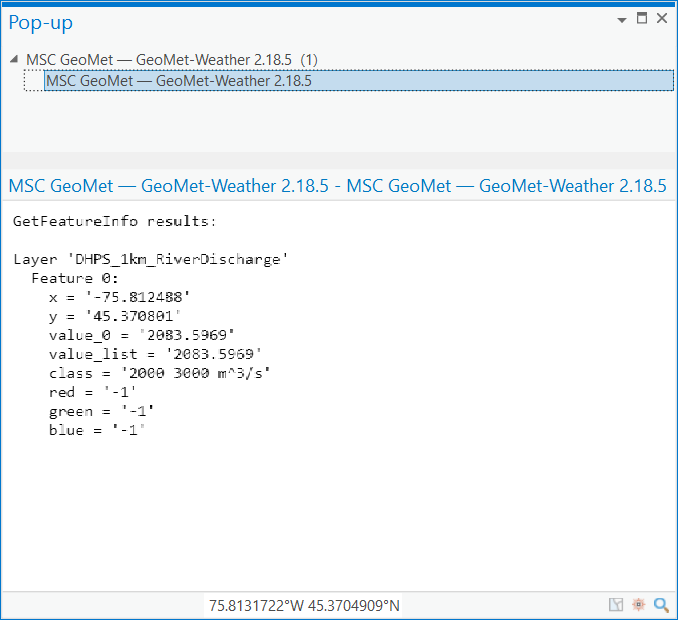 Pop-up
MSC GeoMet — GeoMet-Weather 2.18.5 (1)
MSC GeoMet — GeoMet-Weather 2.18.5
MSC GeoMet — GeoMet-Weather 2.18.5 - MSC GeoMet — GeoMet-Weather 2.18.5
GetFeatureInfo results:
Layer 'DHPS_1km_RiverDischarge'
Feature 0:
x = '-75.812488'
y = '45.370801'
value_0 = '2083.5969'
value_list = '2083.5969'
class = '2000 3000 m^3/s'
red = '-1'
green = '-1'
blue = '-1'
75.8131722°W 45.3704909°N